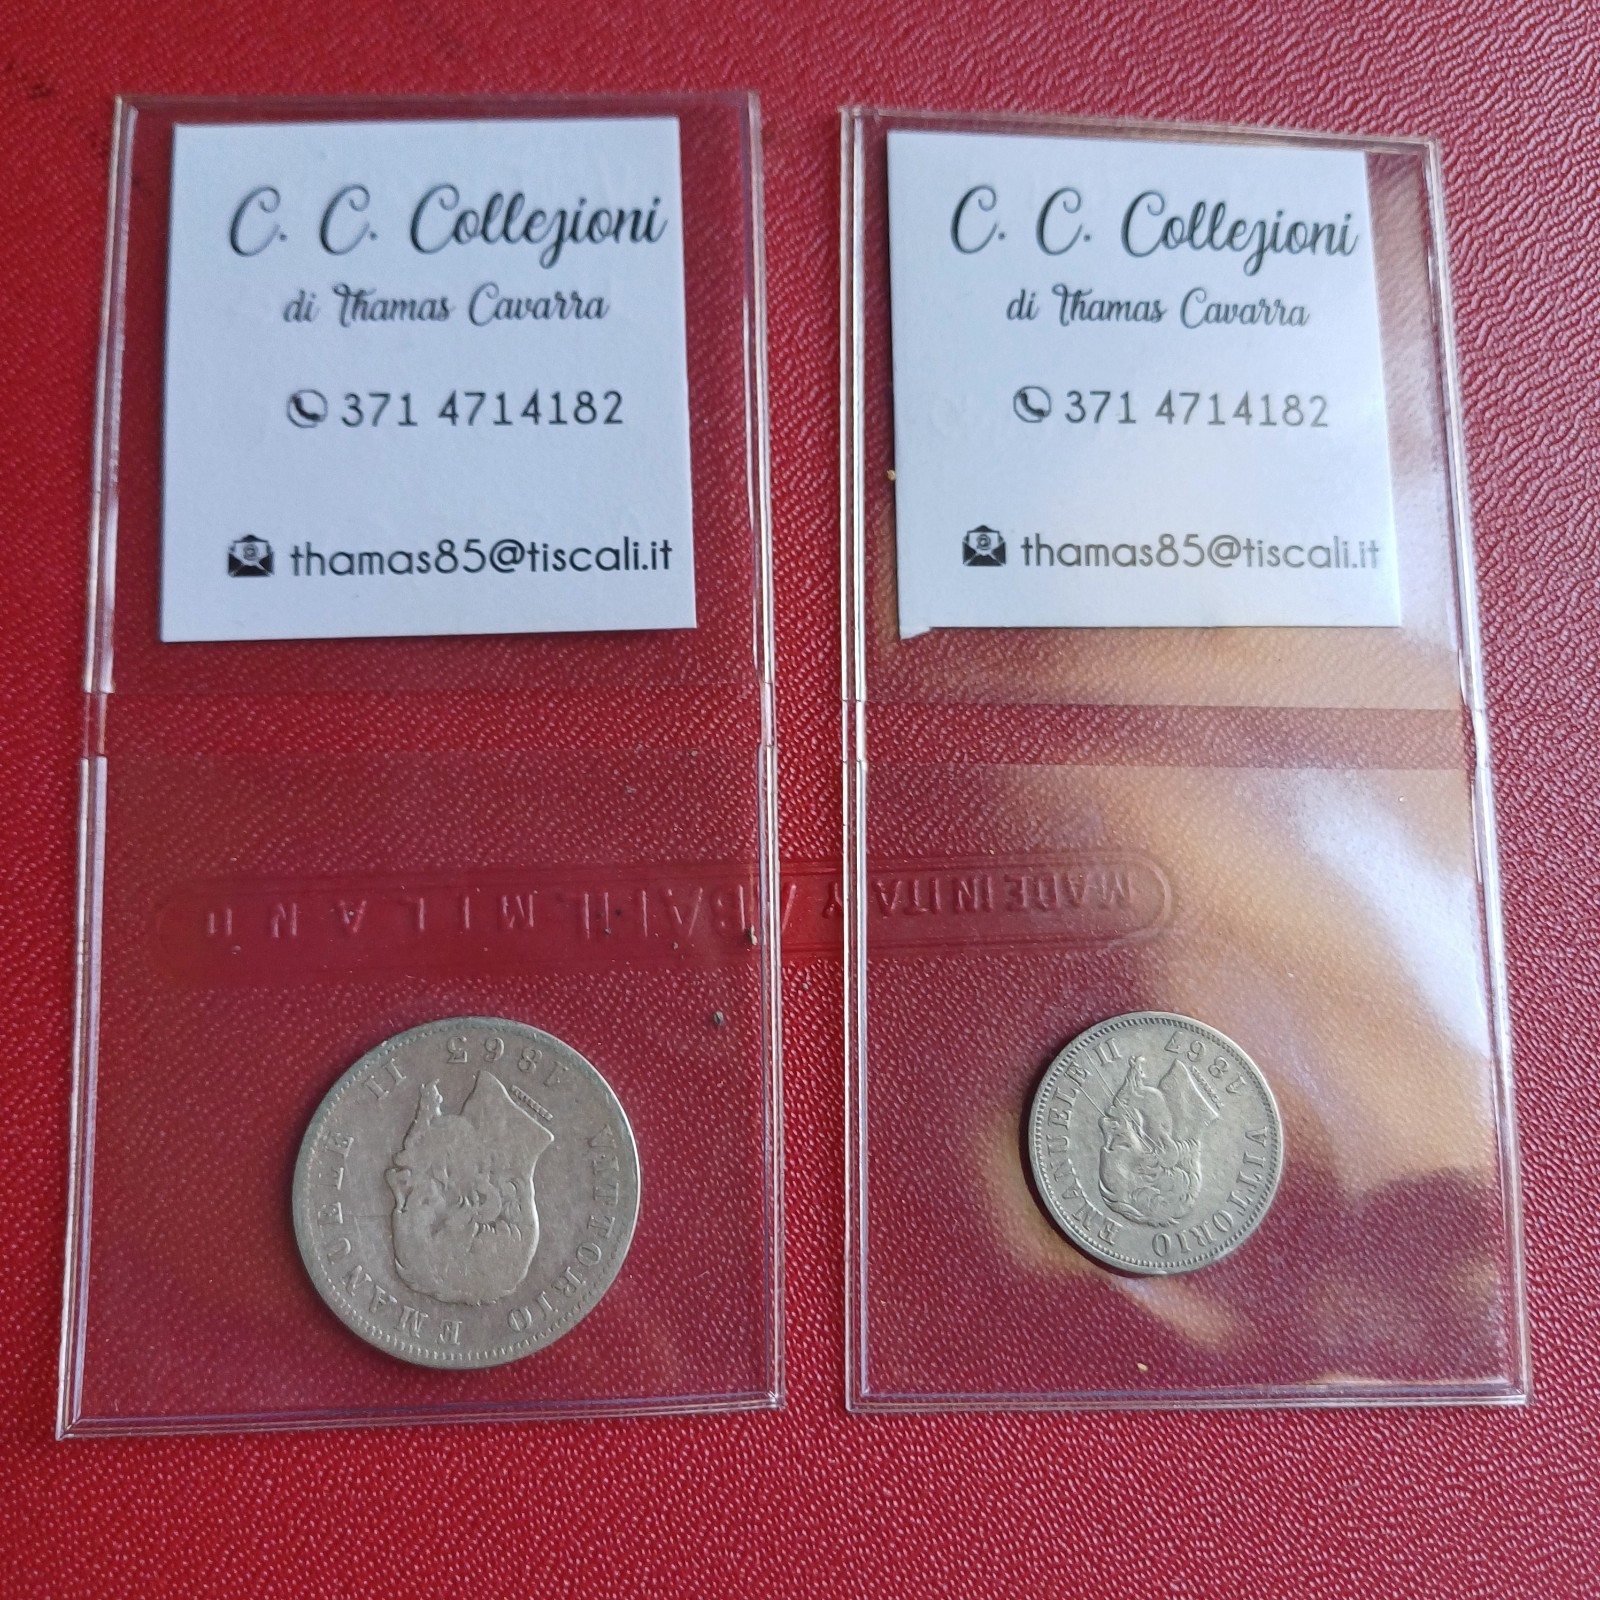 C. C. Collezioni
di Thamas Cavarra
371 4714182
thamas85@tiscali.it
C. C. Collezioni
di Thamas Cavarra
371 4714182
thamas85@tiscali.it
MADE IN ITALY
MILANO
VITTORIO EMANUELE II
1863
VITTORIO EMANUELE II
1867